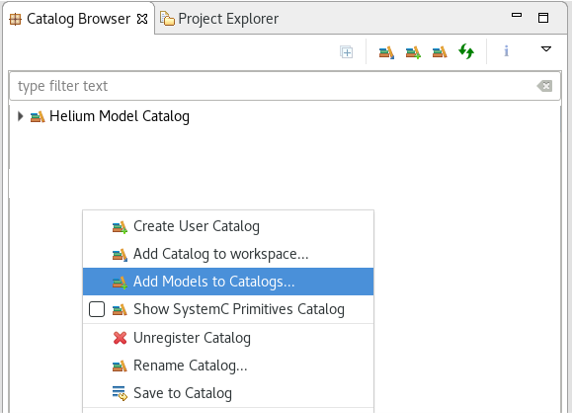 Catalog Browser
Project Explorer
type filter text
Helium Model Catalog
Create User Catalog
Add Catalog to workspace...
Add Models to Catalogs...
Show SystemC Primitives Catalog
Unregister Catalog
Rename Catalog...
Save to Catalog